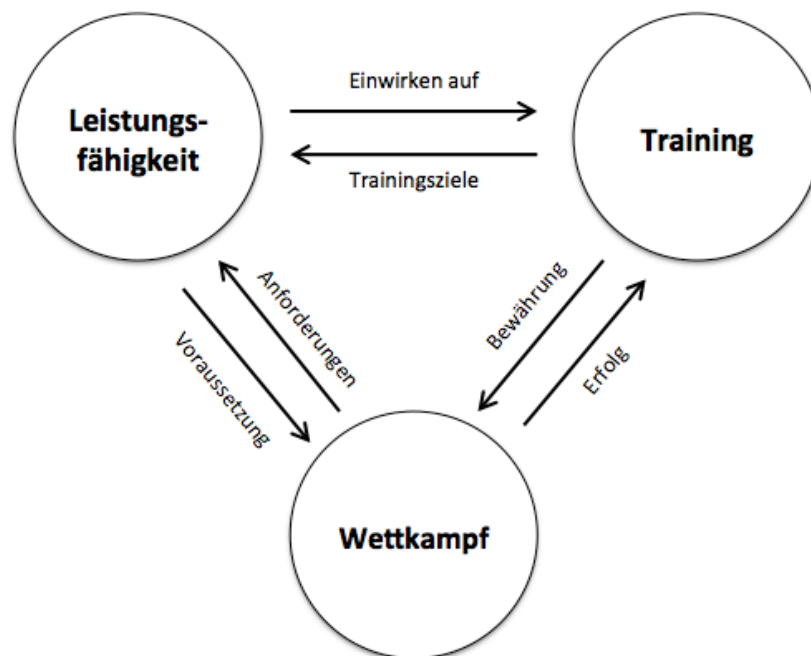 Einwirken auf
Leistungs-
fähigkeit
Training
Trainingsziele
Anforderungen
Voraussetzung
Bewährung
Erfolg
Wettkampf